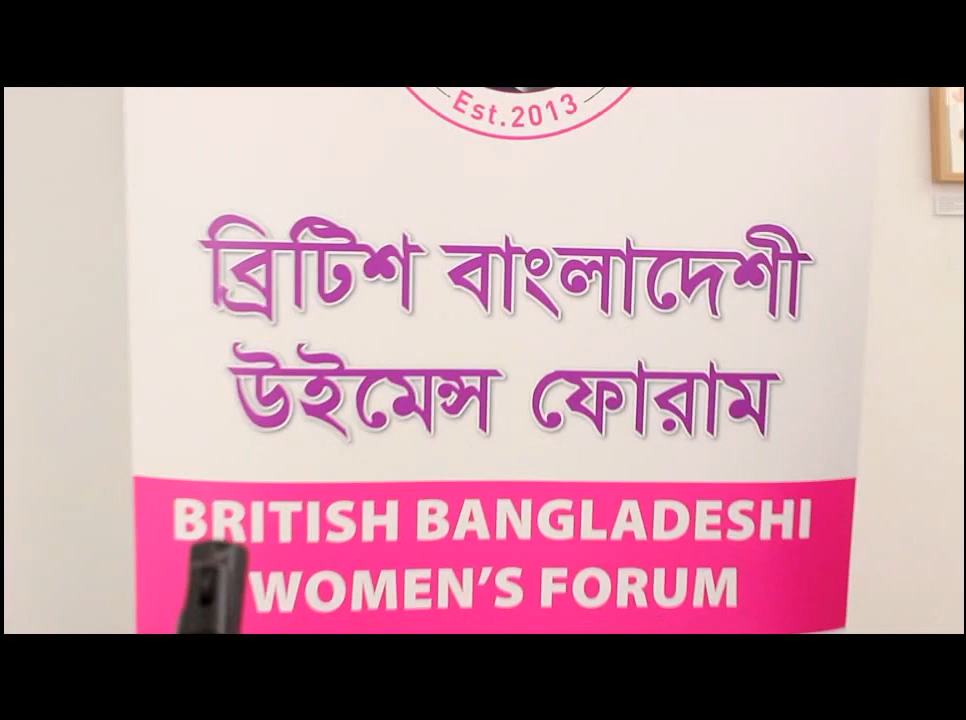 Est.2013
ব্রিটিশ বাংলাদেশী
উইমেন্স ফোরাম
BRITISH BANGLADESHI
WOMEN'S FORUM